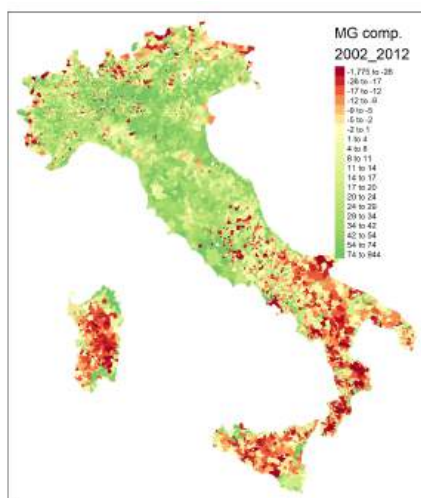 MG comp.
2002_2012
-1,775 to -26
-26 to -17
-17 to -12
-12 to -9
-9 to -5
-5 to -2
-2 to 1
1 to 4
4 to 8
8 to 11
11 to 14
14 to 17
17 to 20
20 to 24
24 to 29
29 to 34
34 to 42
42 to 54
54 to 74
74 to 944